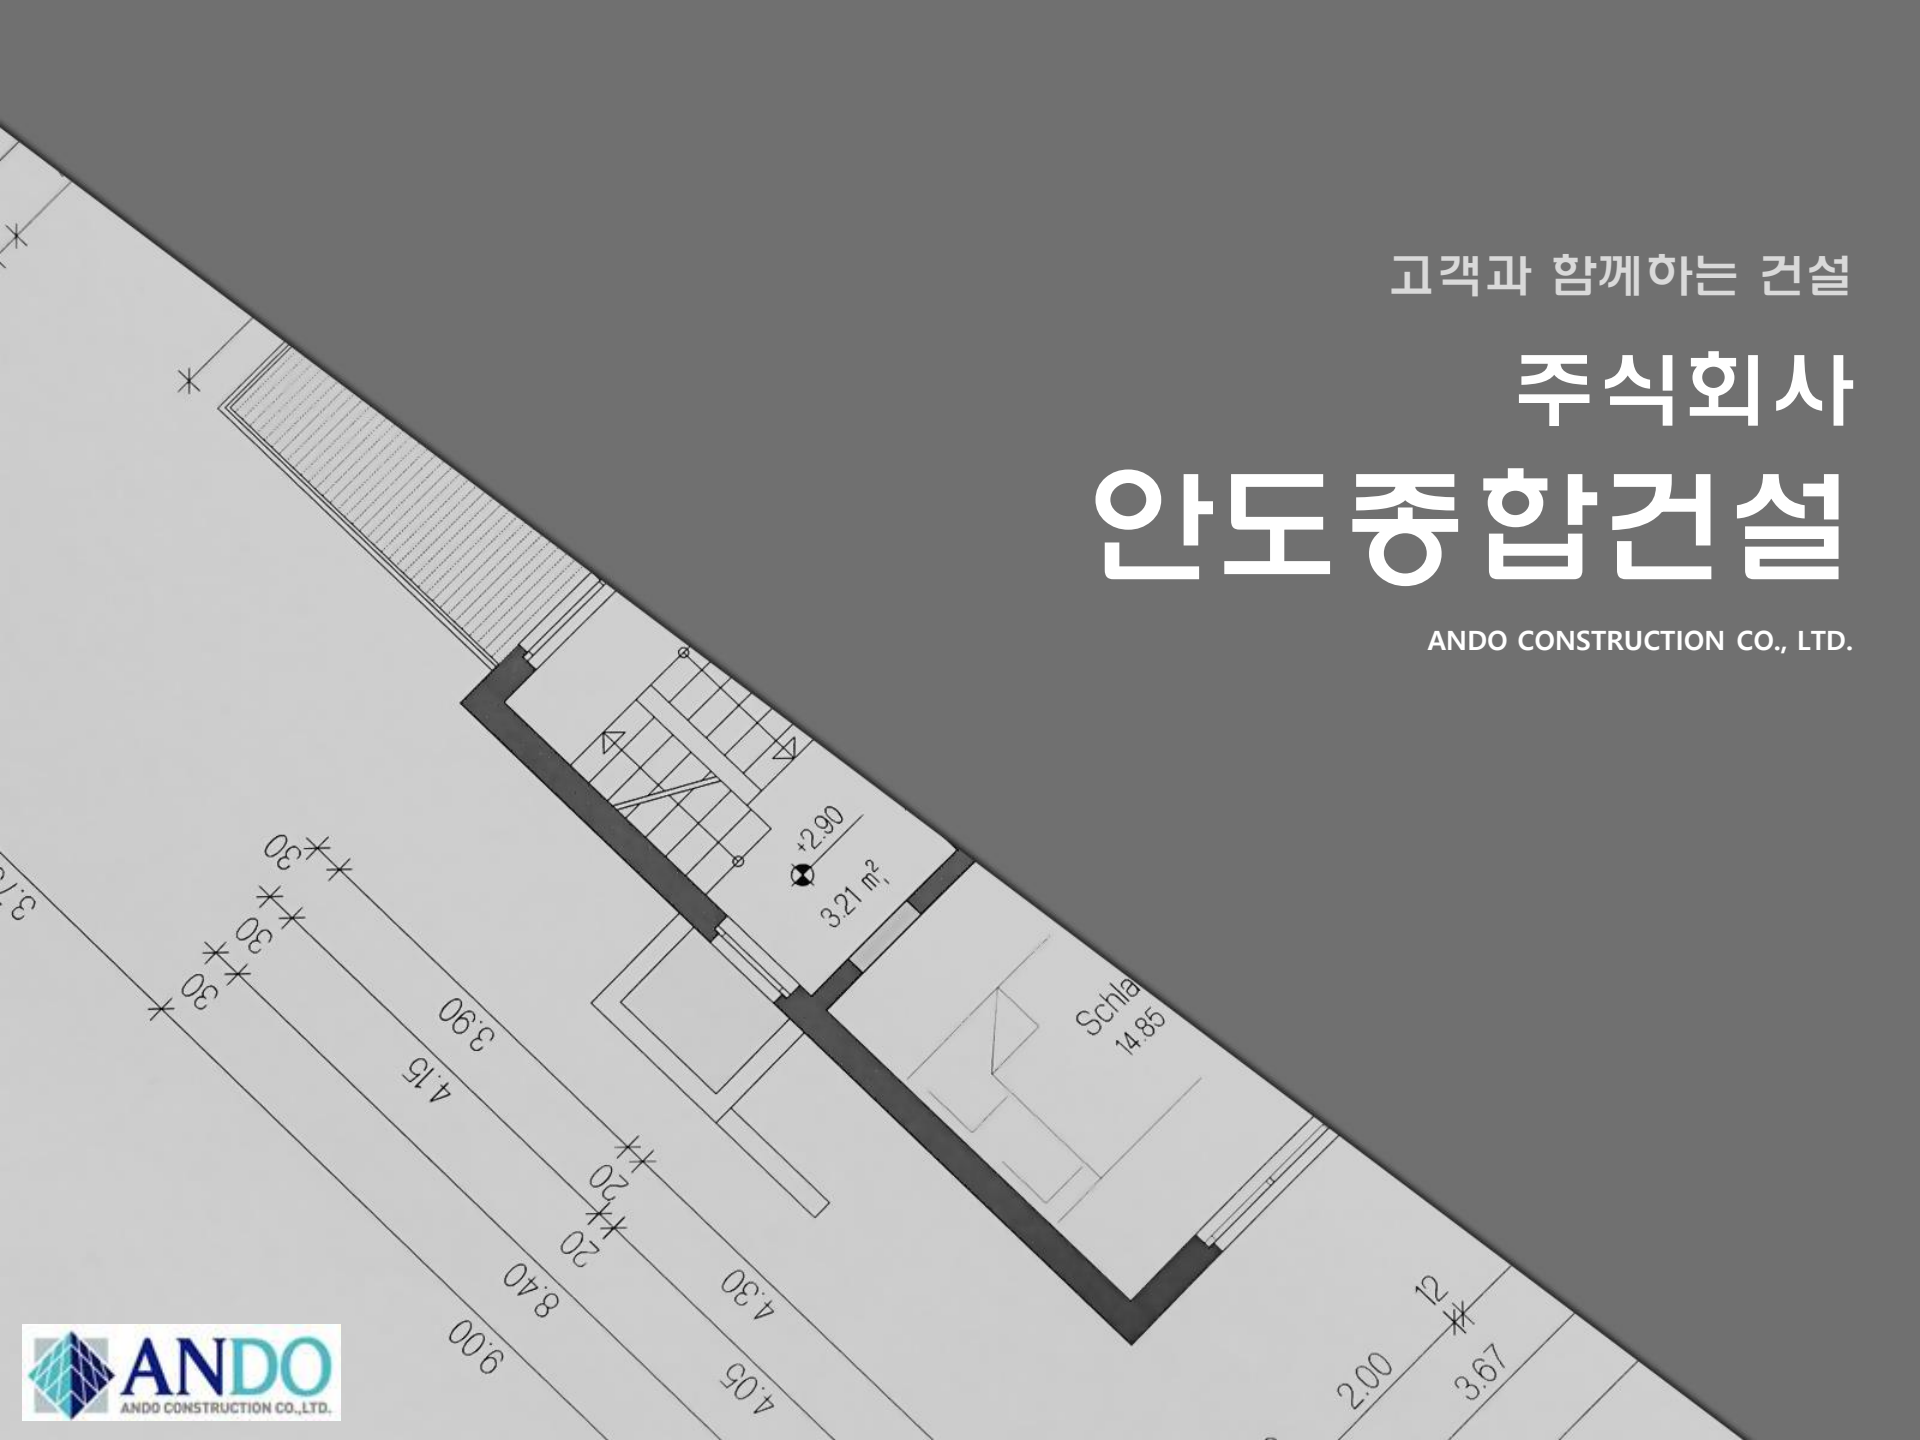 고객과 함께하는 건설
주식회사
안도종합건설
ANDO CONSTRUCTION CO., LTD.
+2.90
3.21 m²
Schla
14.85
30
30
30
3.90
4.15
20
20
8.40
4.30
9.00
4.05
12
2.00
3.67
ANDO
ANDO CONSTRUCTION CO.,LTD.